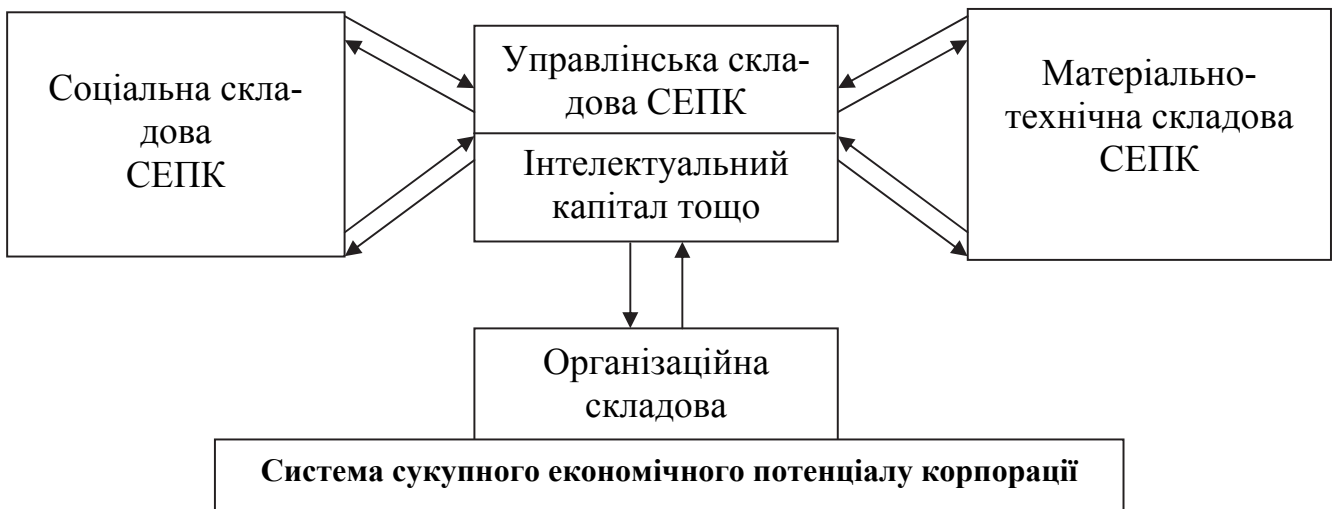 Соціальна скла-
дова
СЕПК
Управлінська скла-
дова СЕПК
Інтелектуальний
капітал тощо
Матеріально-
технічна складова
СЕПК
Організаційна
складова
Система сукупного економічного потенціалу корпорації